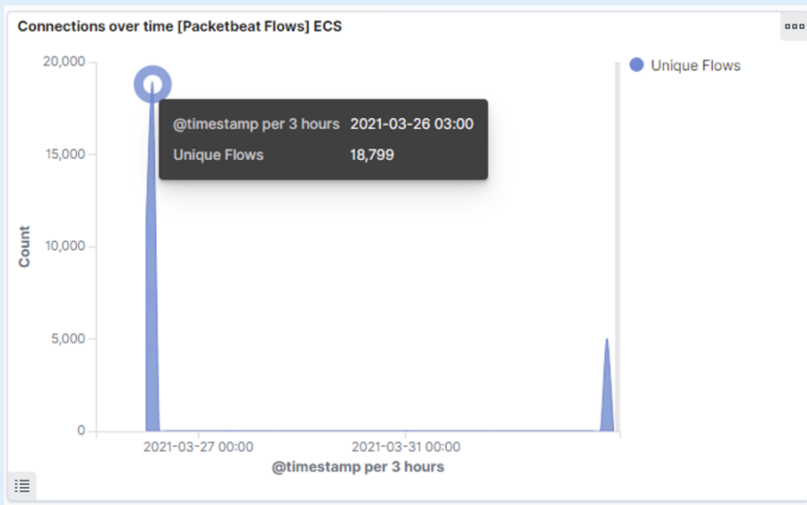 Connections over time [Packetbeat Flows] ECS
20,000
Unique Flows
@timestamp per 3 hours 2021-03-26 03:00
Unique Flows 18,799
15,000
10,000
Count
5,000
0
2021-03-27 00:00
2021-03-31 00:00
@timestamp per 3 hours